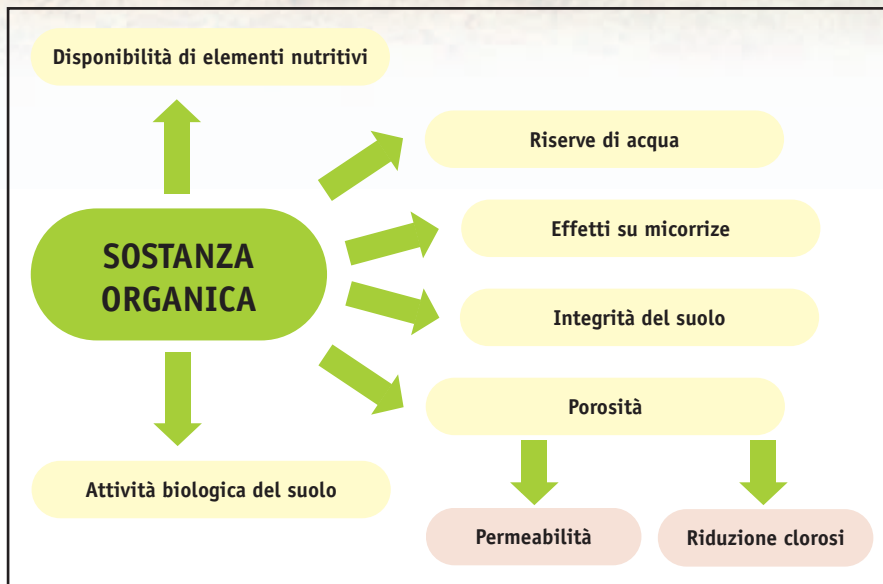 Disponibilità di elementi nutritivi
Riserve di acqua
Effetti su micorrize
SOSTANZA
ORGANICA
Integrità del suolo
Porosità
Attività biologica del suolo
Permeabilità
Riduzione clorosi